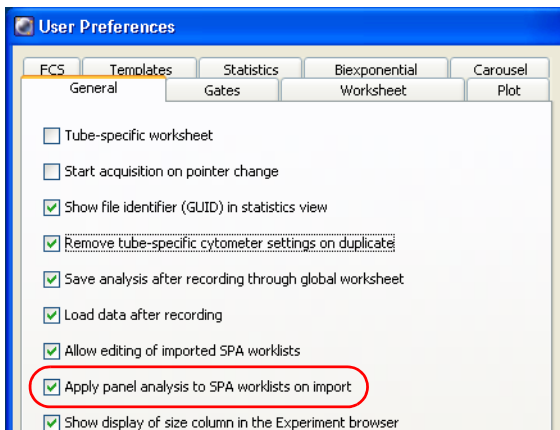 User Preferences
FCS Templates Statistics Biexponential Carousel
General Gates Worksheet Plot
Tube-specific worksheet
Start acquisition on pointer change
Show file identifier (GUID) in statistics view
Remove tube-specific cytometer settings on duplicate
Save analysis after recording through global worksheet
Load data after recording
Allow editing of imported SPA worklists
Apply panel analysis to SPA worklists on import
Show display of size column in the Experiment browser